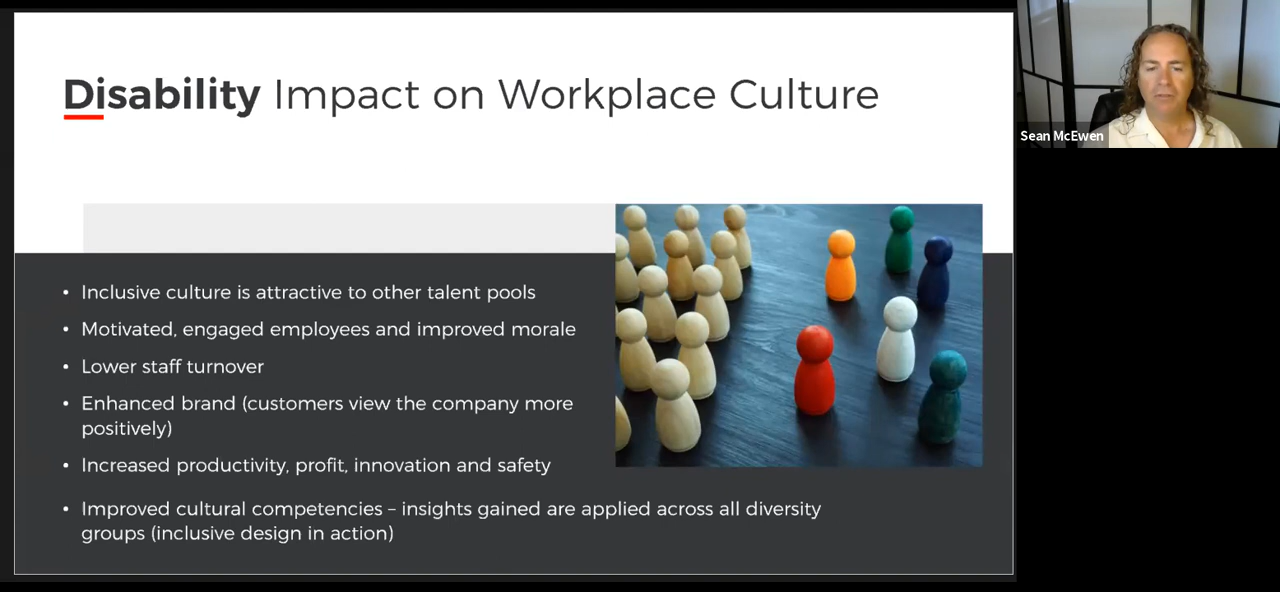 Disability Impact on Workplace Culture
Sean McEwen
• Inclusive culture is attractive to other talent pools
• Motivated, engaged employees and improved morale
• Lower staff turnover
• Enhanced brand (customers view the company more
positively)
• Increased productivity, profit, innovation and safety
• Improved cultural competencies – insights gained are applied across all diversity
groups (inclusive design in action)